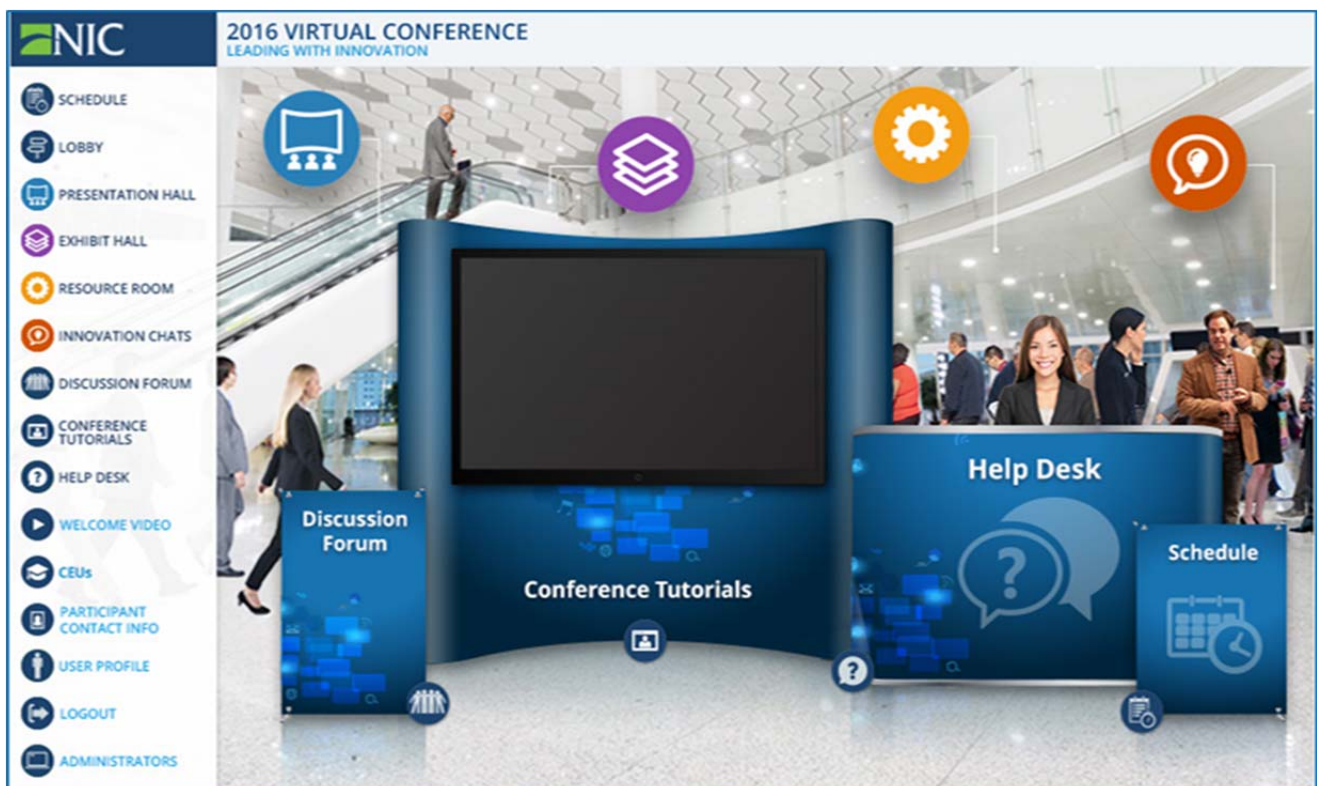 NIC
2016 VIRTUAL CONFERENCE
LEADING WITH INNOVATION
SCHEDULE
LOBBY
PRESENTATION HALL
EXHIBIT HALL
RESOURCE ROOM
INNOVATION CHATS
DISCUSSION FORUM
CONFERENCE
TUTORIALS
HELP DESK
WELCOME VIDEO
CEUs
PARTICIPANT
CONTACT INFO
USER PROFILE
LOGOUT
ADMINISTRATORS
Discussion
Forum
Conference Tutorials
Help Desk
?
Schedule